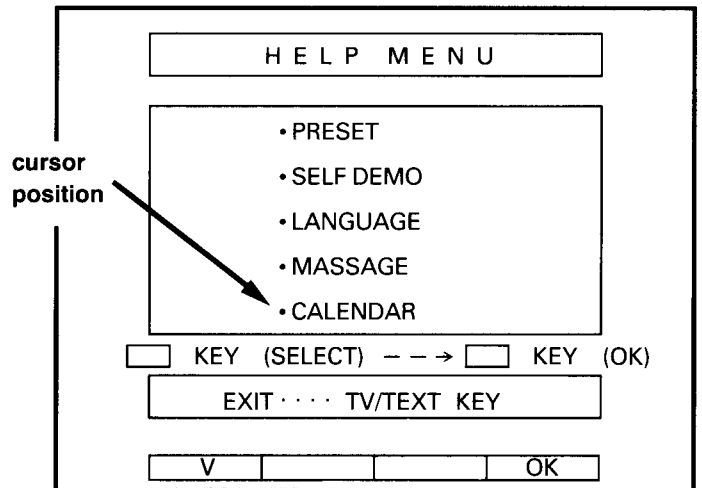 HELP MENU
• PRESET
cursor
position
• SELF DEMO
• LANGUAGE
• MASSAGE
• CALENDAR
KEY (SELECT) – – → KEY (OK)
EXIT ···· TV/TEXT KEY
V OK